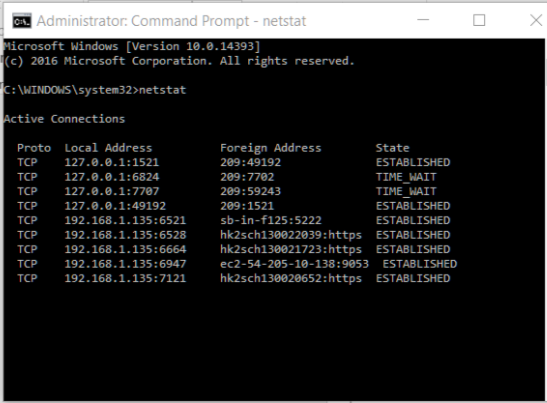 Administrator: Command Prompt - netstat
Microsoft Windows [Version 10.0.14393]
(c) 2016 Microsoft Corporation. All rights reserved.
C:\WINDOWS\system32>netstat
Active Connections
Proto Local Address Foreign Address State
TCP 127.0.0.1:1521 209:49192 ESTABLISHED
TCP 127.0.0.1:6824 209:7702 TIME_WAIT
TCP 127.0.0.1:7707 209:59243 TIME_WAIT
TCP 127.0.0.1:49192 209:1521 ESTABLISHED
TCP 192.168.1.135:6521 sb-in-f125:5222 ESTABLISHED
TCP 192.168.1.135:6528 hk2sch130022039:https ESTABLISHED
TCP 192.168.1.135:6664 hk2sch130021723:https ESTABLISHED
TCP 192.168.1.135:6947 ec2-54-205-10-138:9053 ESTABLISHED
TCP 192.168.1.135:7121 hk2sch130020652:https ESTABLISHED